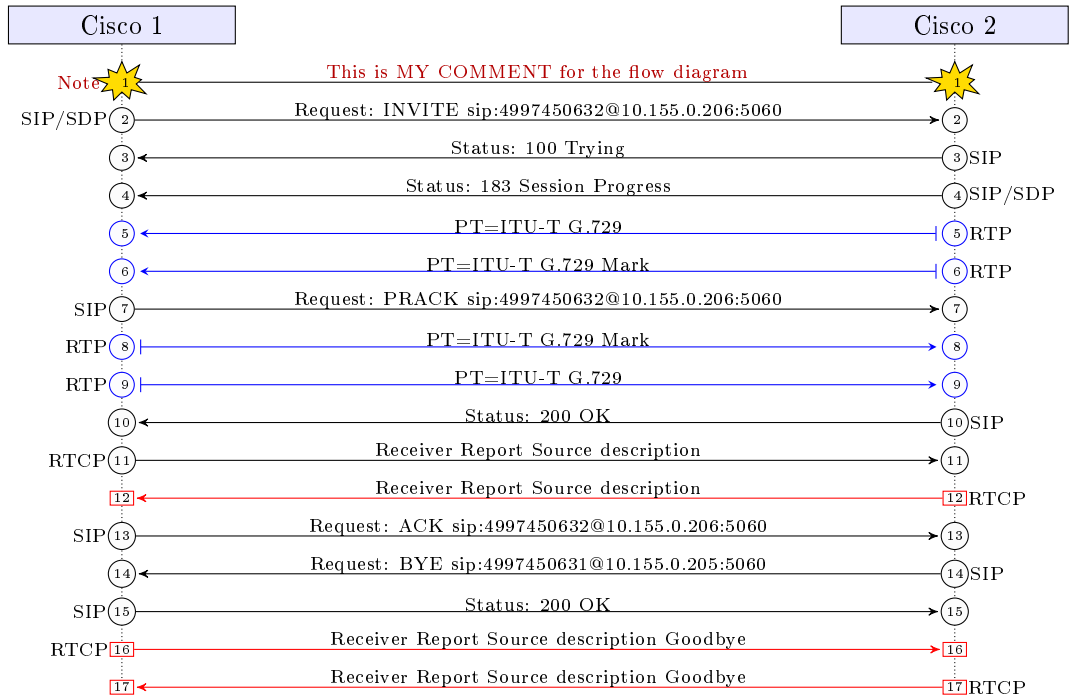 Cisco 1 Cisco 2
Note 1 This is MY COMMENT for the flow diagram 1
SIP/SDP 2 Request: INVITE sip:4997450632@10.155.0.206:5060 2
3 Status: 100 Trying 3 SIP
4 Status: 183 Session Progress 4 SIP/SDP
5 PT=ITU-T G.729 5 RTP
6 PT=ITU-T G.729 Mark 6 RTP
SIP 7 Request: PRACK sip:4997450632@10.155.0.206:5060 7
RTP 8 PT=ITU-T G.729 Mark 8
RTP 9 PT=ITU-T G.729 9
10 Status: 200 OK 10 SIP
RTCP 11 Receiver Report Source description 11
12 Receiver Report Source description 12 RTCP
SIP 13 Request: ACK sip:4997450632@10.155.0.206:5060 13
14 Request: BYE sip:4997450631@10.155.0.205:5060 14 SIP
SIP 15 Status: 200 OK 15
RTCP 16 Receiver Report Source description Goodbye 16
17 Receiver Report Source description Goodbye 17 RTCP